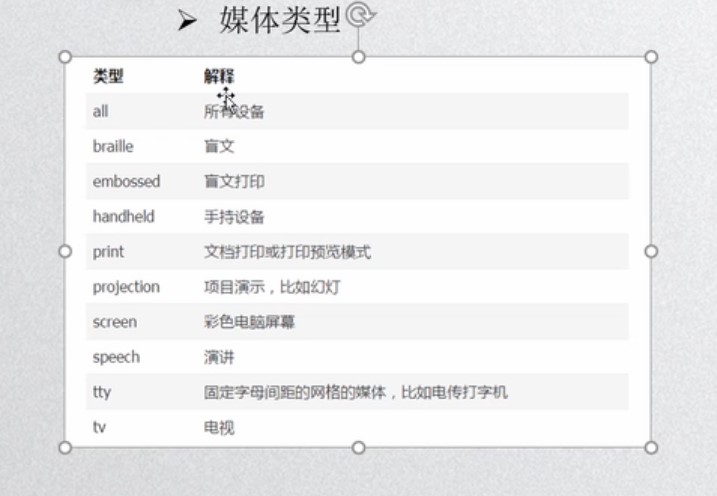 ➢ 媒体类型
类型 解释
all 所有设备
braille 盲文
embossed 盲文打印
handheld 手持设备
print 文档打印或打印预览模式
projection 项目演示，比如幻灯
screen 彩色电脑屏幕
speech 演讲
tty 固定字母间距的网格的媒体，比如电传打字机
tv 电视